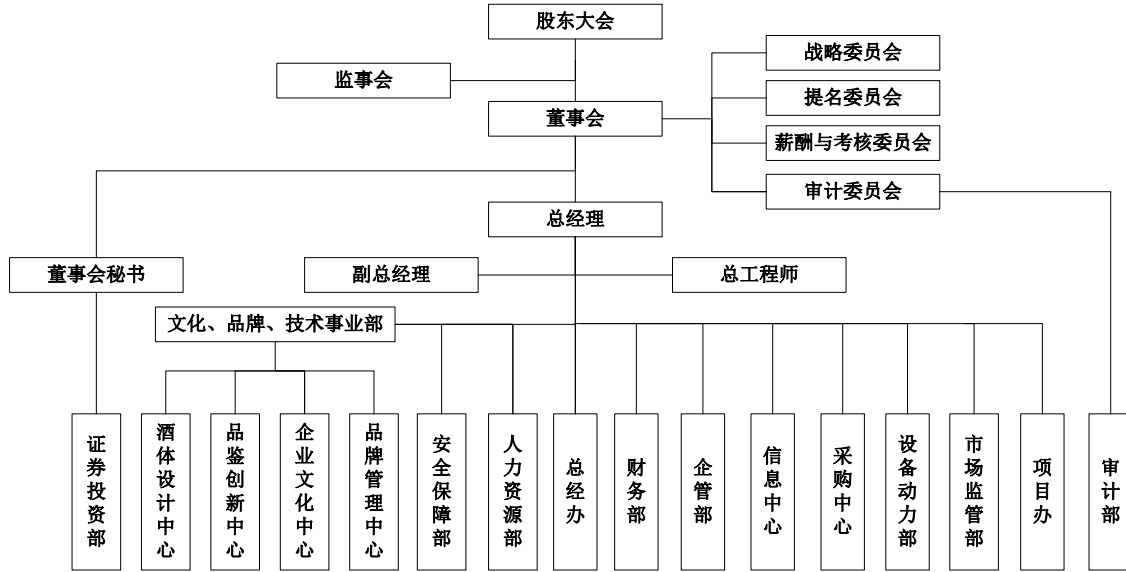 股东大会
监事会
战略委员会
提名委员会
董事会
薪酬与考核委员会
审计委员会
总经理
董事会秘书
副总经理
总工程师
文化、品牌、技术事业部
证券投资部
酒体设计中心
品鉴创新中心
企业文化中心
品牌管理中心
安全保障部
人力资源部
总经办
财务部
企管部
信息中心
采购中心
设备动力部
市场监管部
项目办
审计部